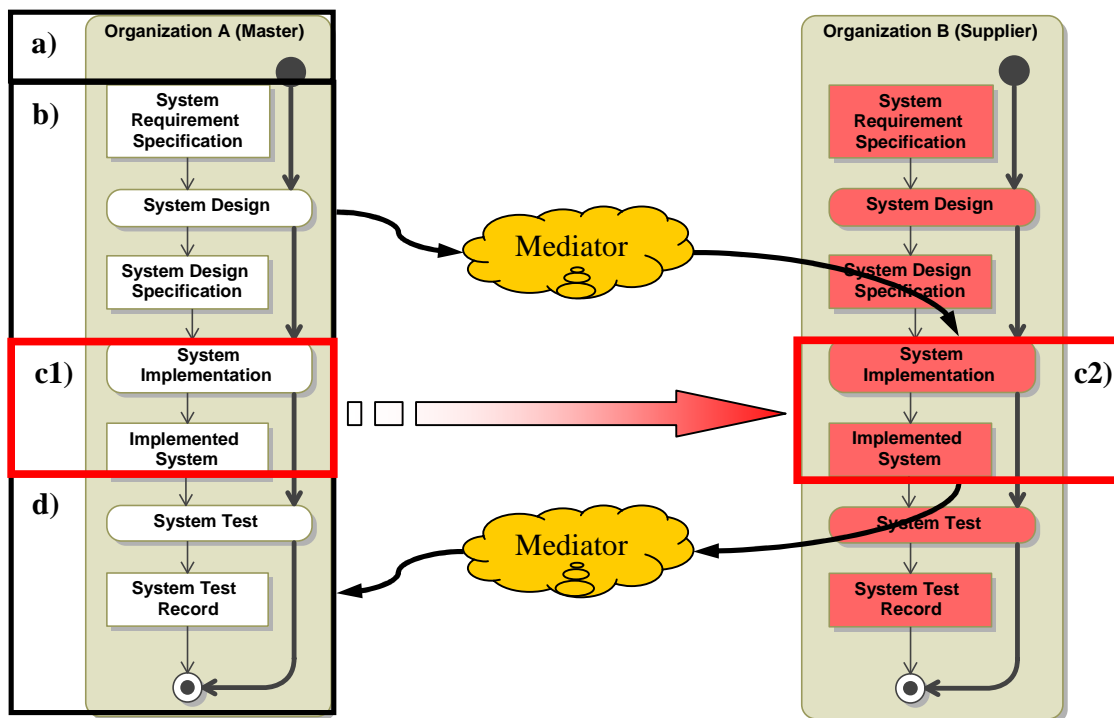 a)
Organization A (Master)
b)
System
Requirement
Specification
System Design
System Design
Specification
c1)
System
Implementation
Implemented
System
d)
System Test
System Test
Record
Mediator
Mediator
Organization B (Supplier)
System
Requirement
Specification
System Design
System Design
Specification
System
Implementation
c2)
Implemented
System
System Test
System Test
Record